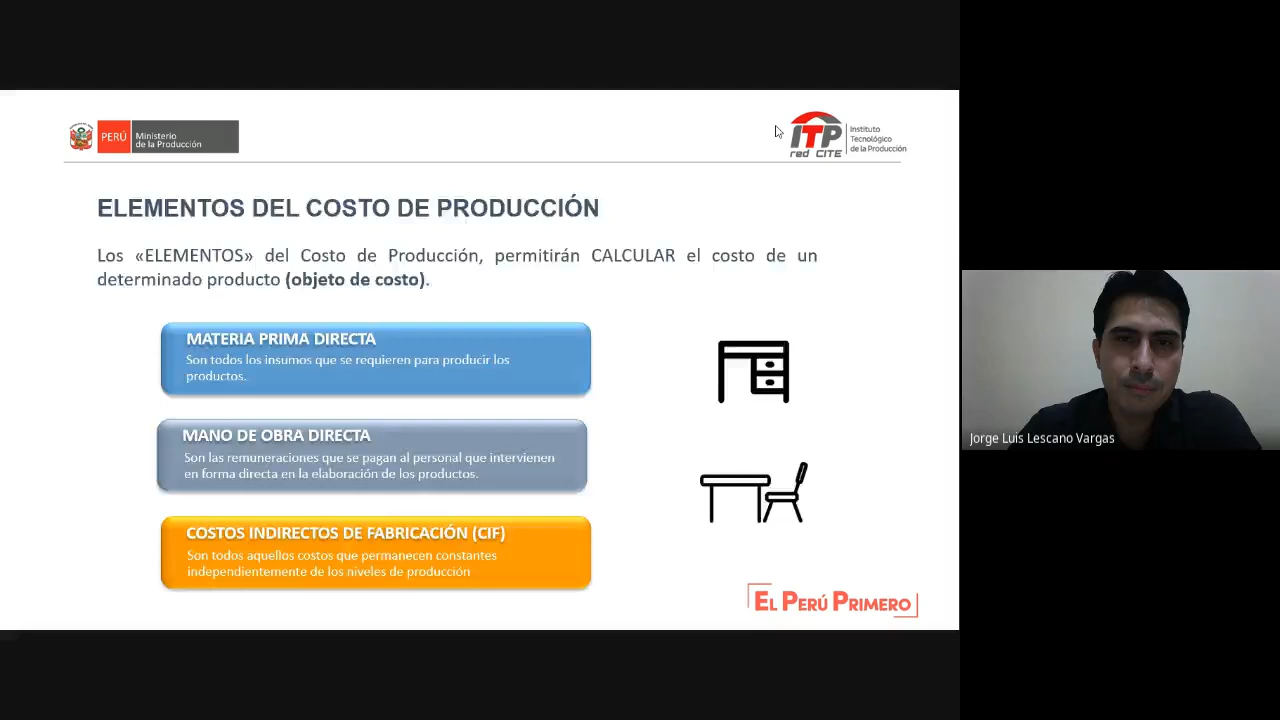 PERÚ
Ministerio
de la Producción
ITP
red CITE
Instituto
Tecnológico
de la Producción
ELEMENTOS DEL COSTO DE PRODUCCIÓN
Los «ELEMENTOS» del Costo de Producción, permitirán CALCULAR el costo de un
determinado producto (objeto de costo).
MATERIA PRIMA DIRECTA
Son todos los insumos que se requieren para producir los
productos.
MANO DE OBRA DIRECTA
Son las remuneraciones que se pagan al personal que intervienen
en forma directa en la elaboración de los productos.
COSTOS INDIRECTOS DE FABRICACIÓN (CIF)
Son todos aquellos costos que permanecen constantes
independientemente de los niveles de producción
EL PERÚ PRIMERO
Jorge Luis Lescano Vargas